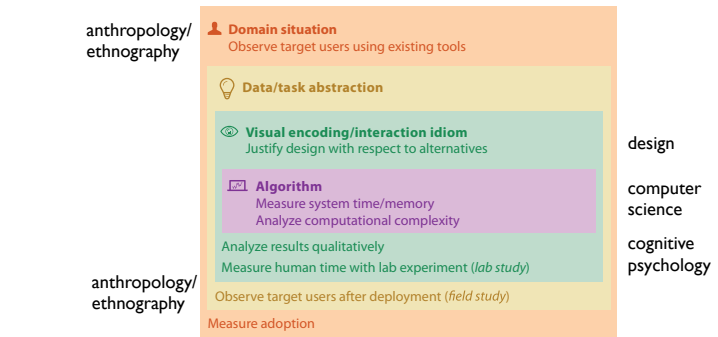 anthropology/
ethnography
Domain situation
Observe target users using existing tools
Data/task abstraction
Visual encoding/interaction idiom
Justify design with respect to alternatives
design
Algorithm
Measure system time/memory
Analyze computational complexity
computer
science
Analyze results qualitatively
Measure human time with lab experiment (lab study)
cognitive
psychology
anthropology/
ethnography
Observe target users after deployment (field study)
Measure adoption